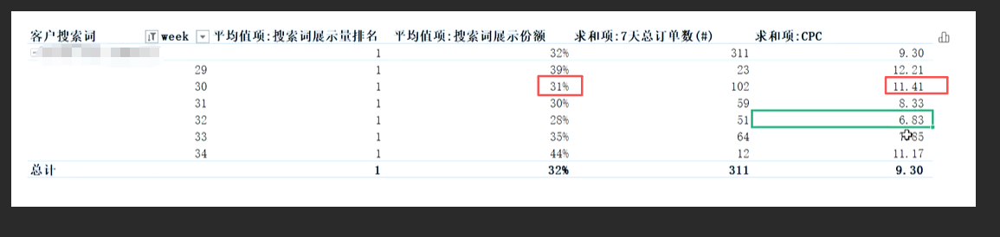 客户搜索词 week 平均值项:搜索词展示量排名 平均值项:搜索词展示份额 求和项:7天总订单数(#) 求和项:CPC
1 32% 311 9.30
29 1 39% 23 12.21
30 1 31% 102 11.41
31 1 30% 59 8.33
32 1 28% 51 6.83
33 1 35% 64
34 1 44% 12 11.17
总计 1 32% 311 9.30